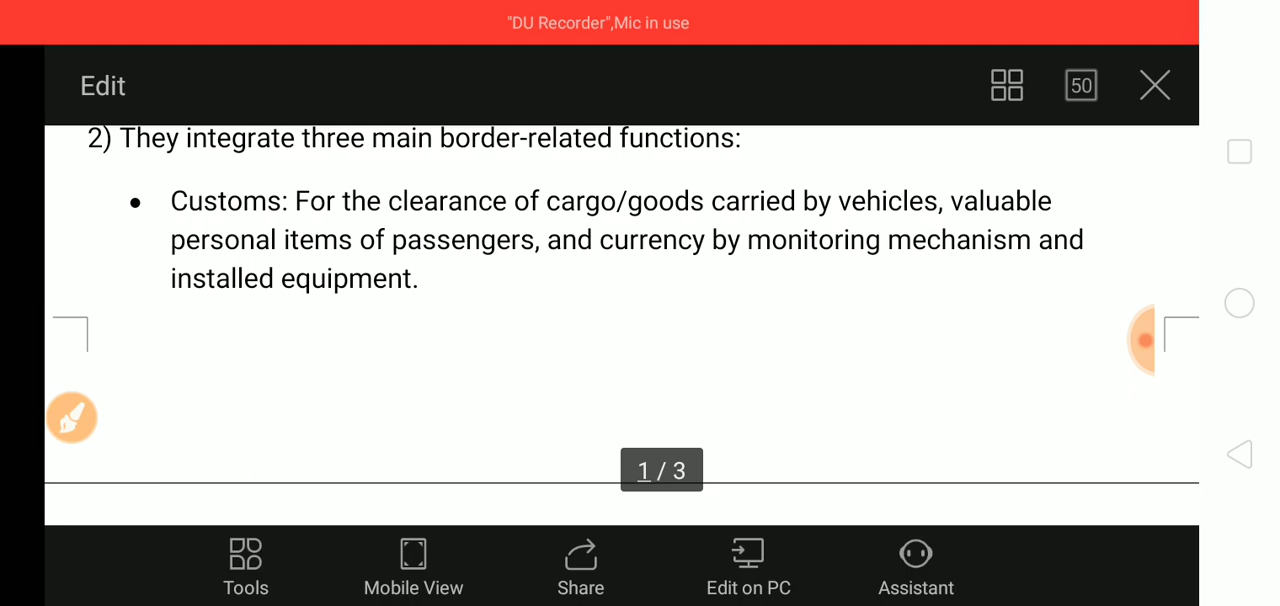 "DU Recorder",Mic in use
Edit
50
2) They integrate three main border-related functions:
• Customs: For the clearance of cargo/goods carried by vehicles, valuable
personal items of passengers, and currency by monitoring mechanism and
installed equipment.
1 / 3
Tools
Mobile View
Share
Edit on PC
Assistant